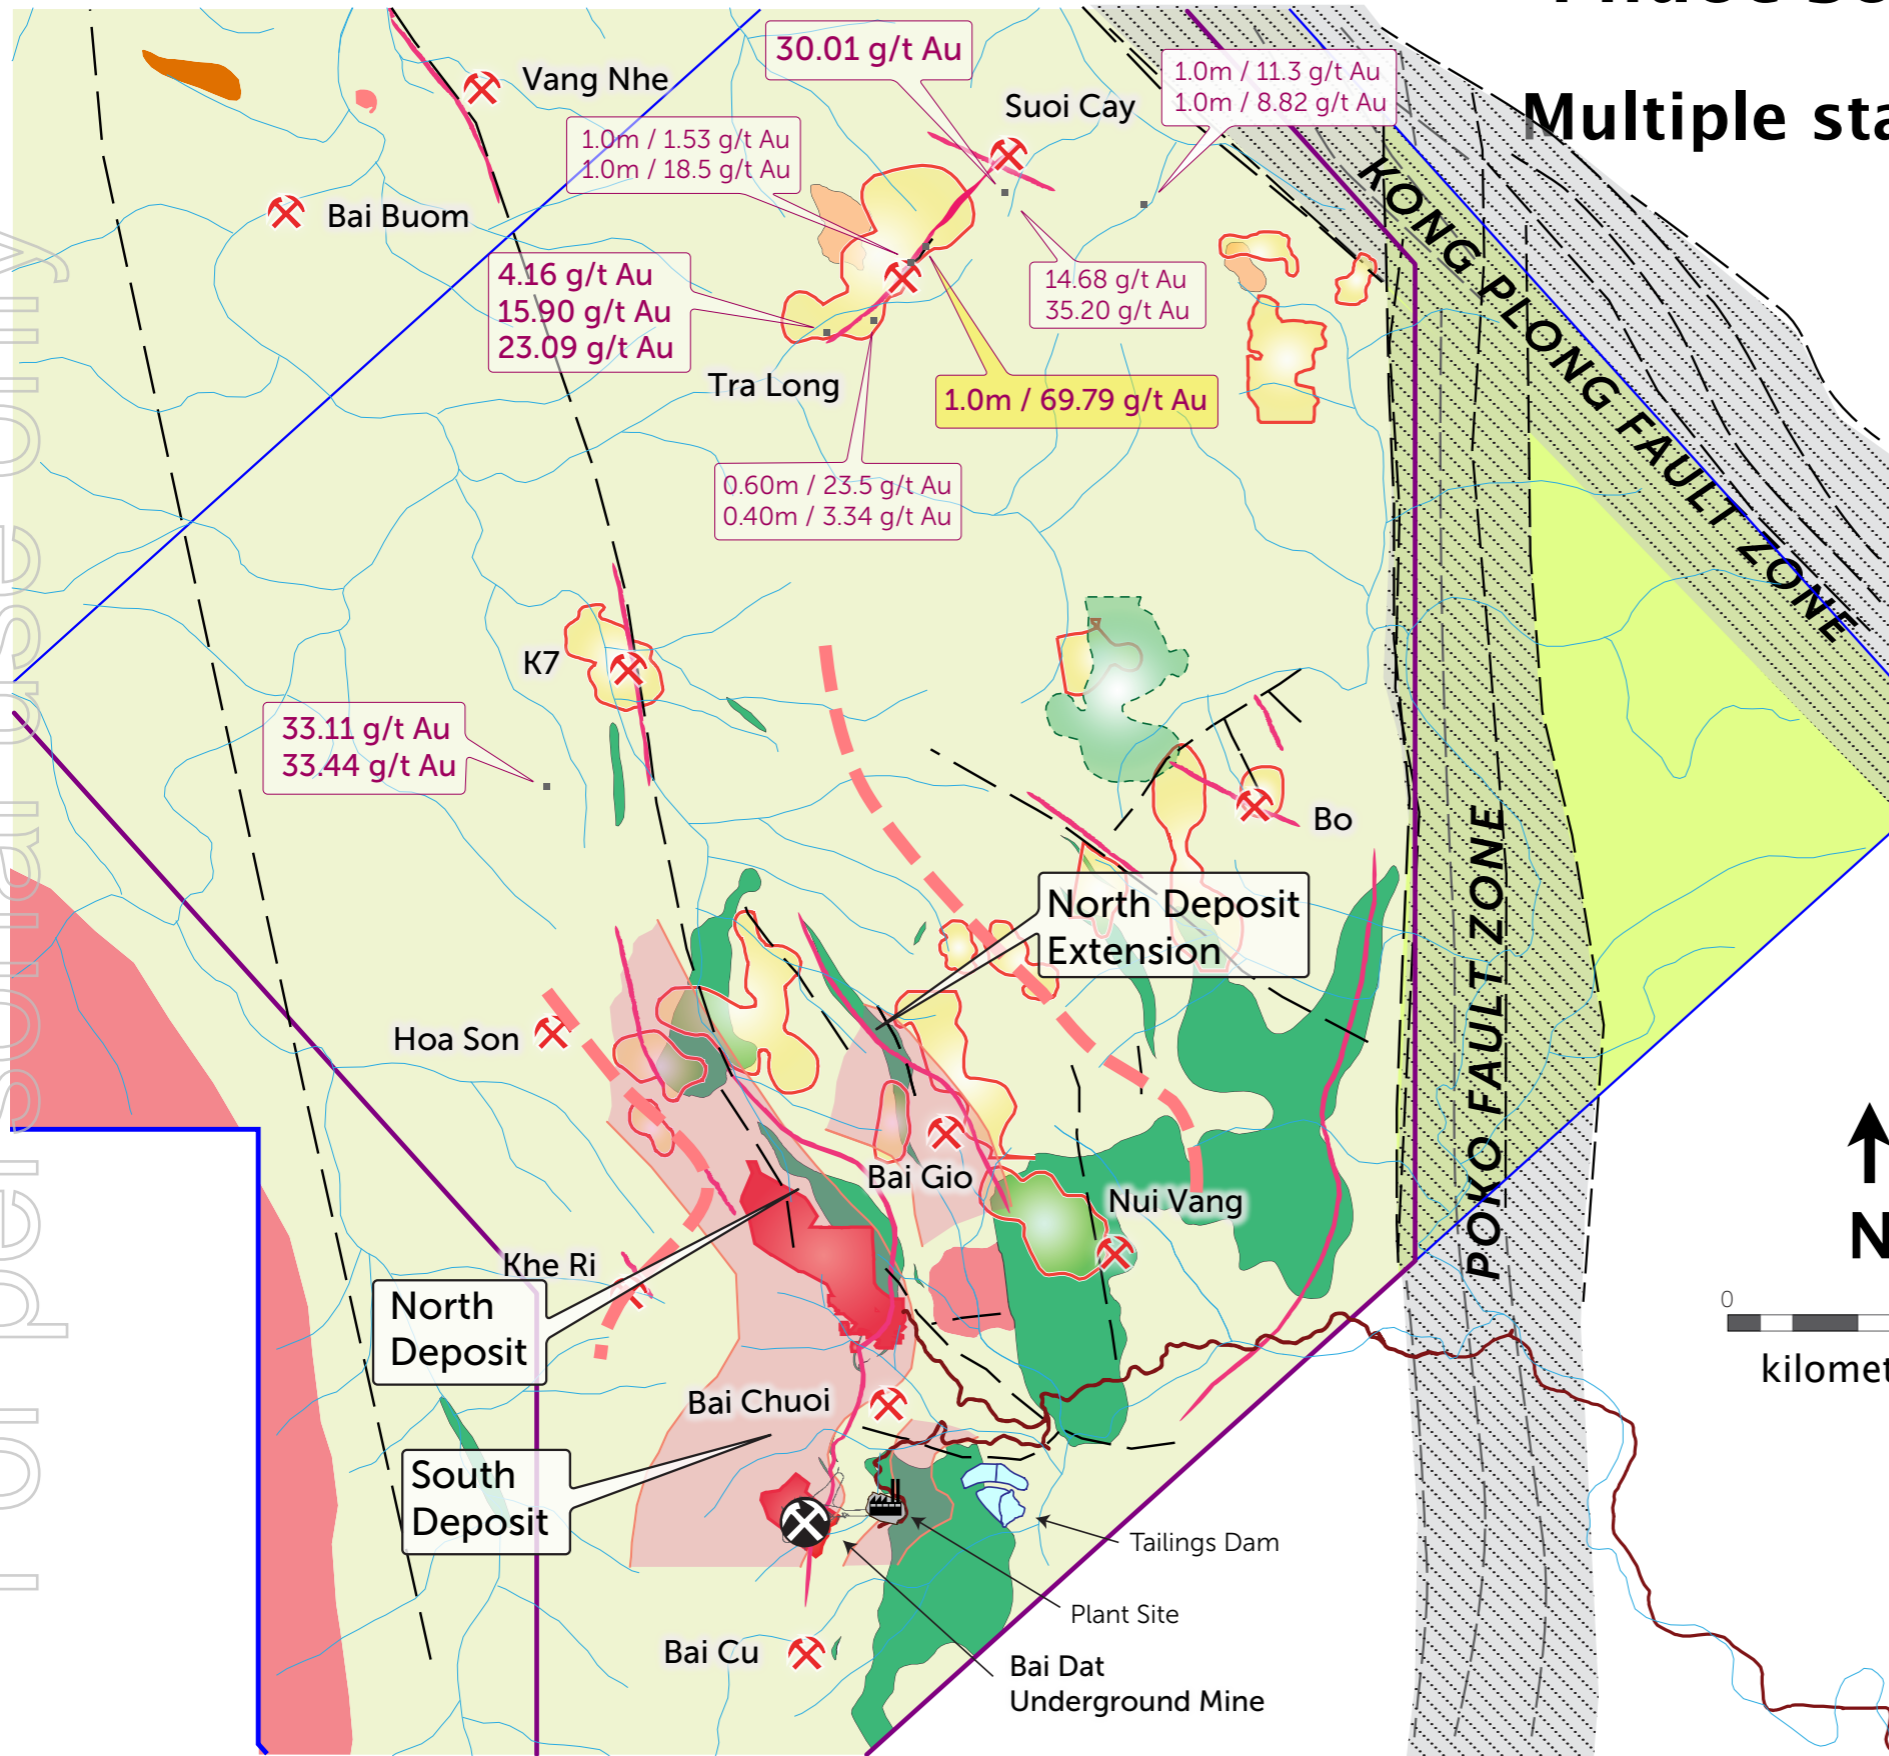 Multiple sta
30.01 g/t Au
1.0m / 11.3 g/t Au
1.0m / 8.82 g/t Au
Vang Nhe
Suoi Cay
1.0m / 1.53 g/t Au
1.0m / 18.5 g/t Au
Bai Buom
4.16 g/t Au
15.90 g/t Au
23.09 g/t Au
14.68 g/t Au
35.20 g/t Au
KONG PLONG FAULT ZONE
Tra Long
1.0m / 69.79 g/t Au
0.60m / 23.5 g/t Au
0.40m / 3.34 g/t Au
K7
33.11 g/t Au
33.44 g/t Au
Bo
POKO FAULT ZONE
North Deposit
Extension
Hoa Son
Bai Gio
Nui Vang
N
Khe Ri
North
Deposit
0
kilomet
Bai Chuoi
South
Deposit
Tailings Dam
Plant Site
Bai Cu
Bai Dat
Underground Mine
For personal use only